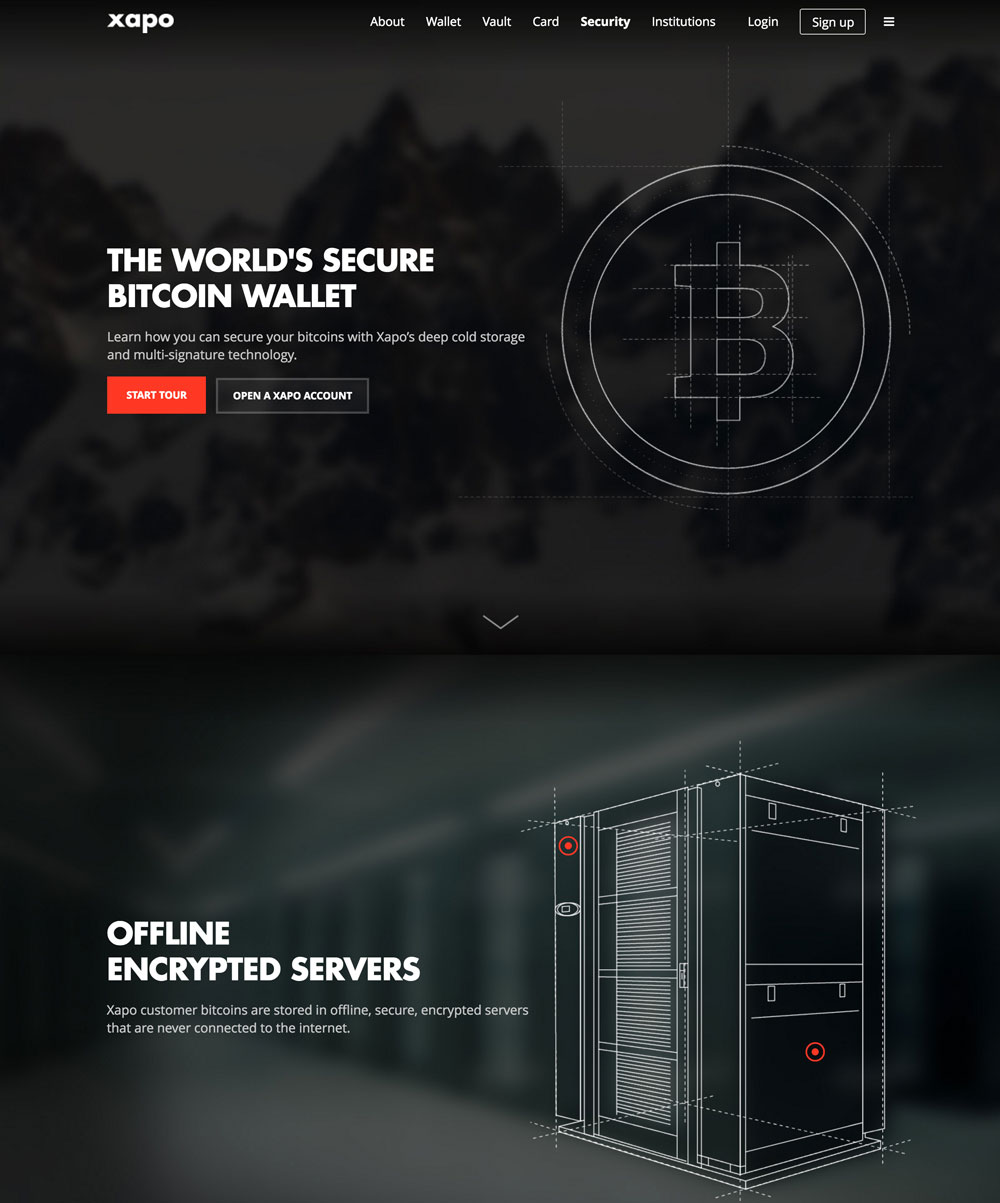 xapo
About Wallet Vault Card Security Institutions Login Sign up
THE WORLD'S SECURE
BITCOIN WALLET
Learn how you can secure your bitcoins with Xapo’s deep cold storage
and multi-signature technology.
START TOUR OPEN A XAPO ACCOUNT
OFFLINE
ENCRYPTED SERVERS
Xapo customer bitcoins are stored in offline, secure, encrypted servers
that are never connected to the internet.